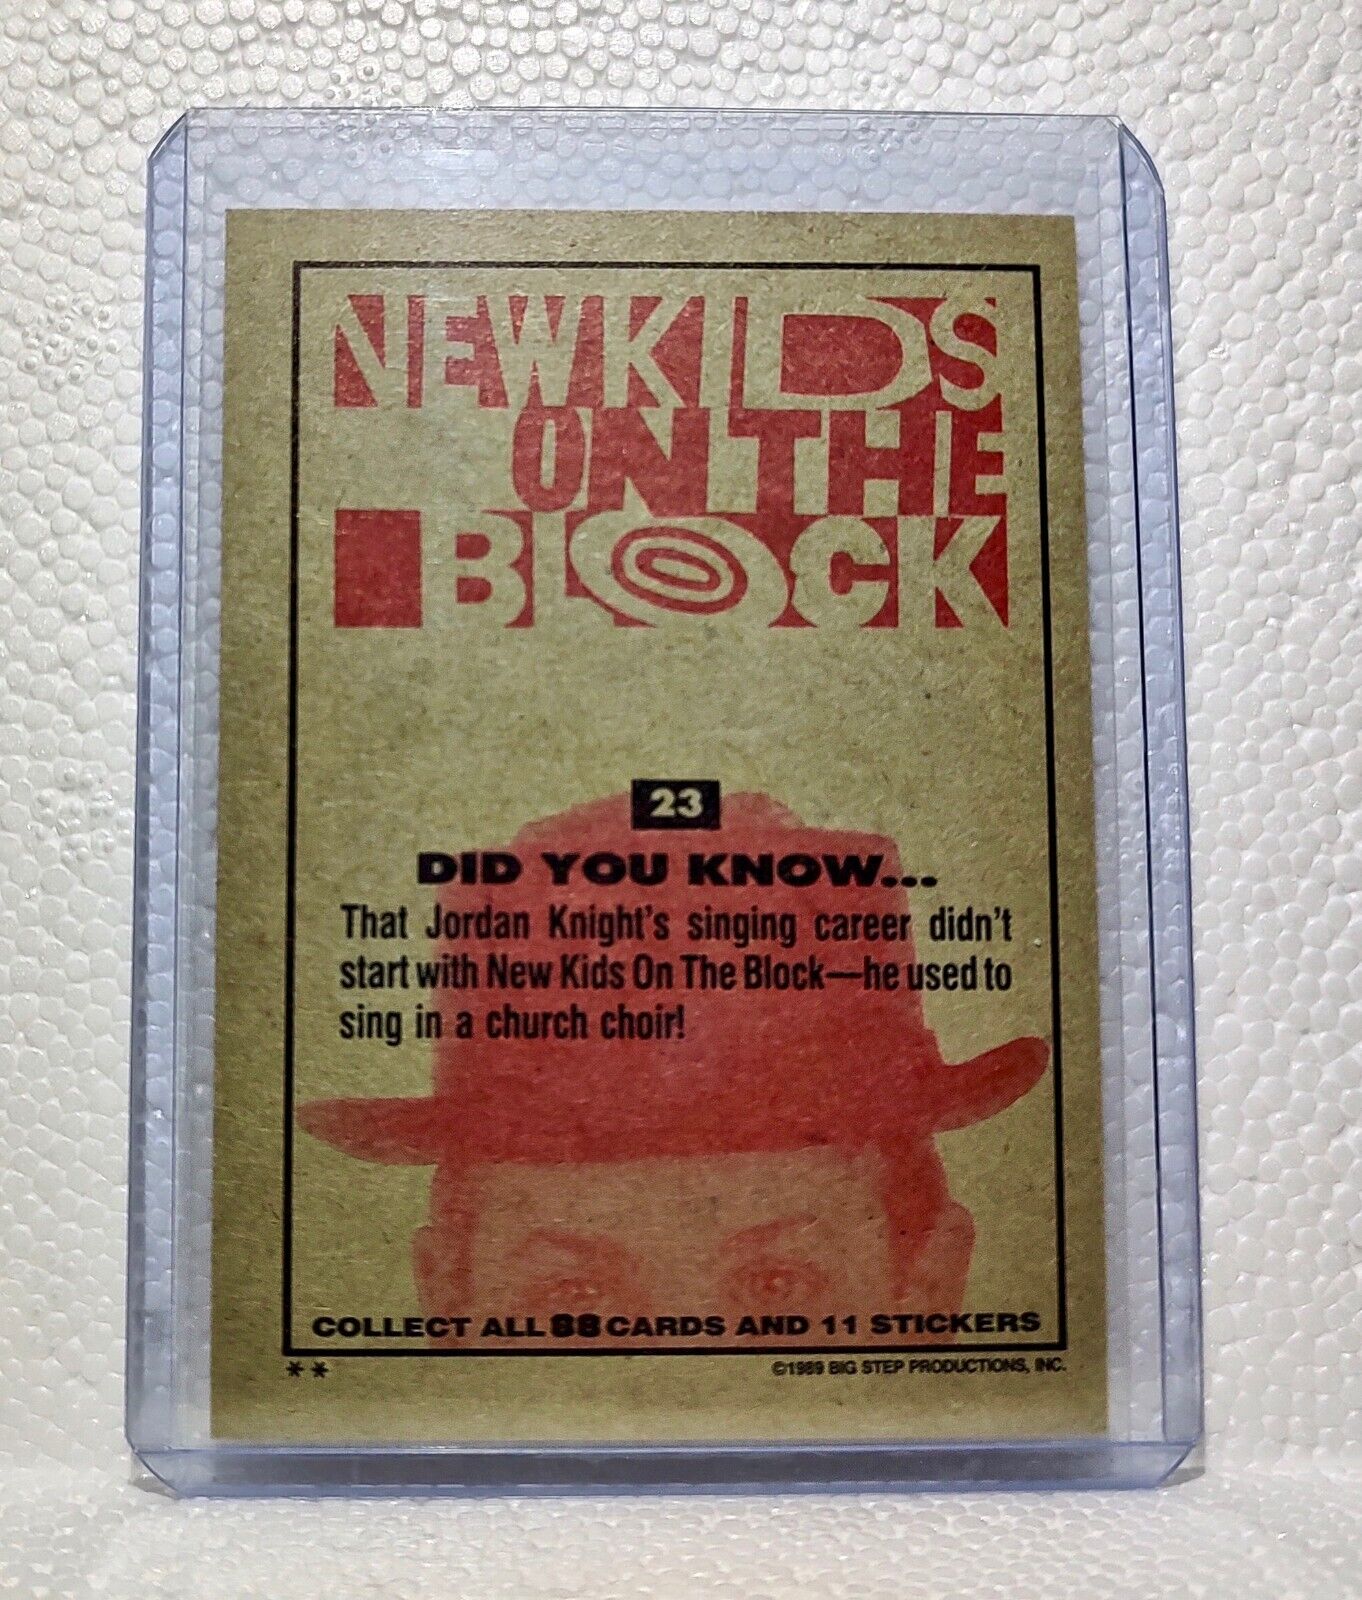 NEW KIDS
ON THE
BLOCK
23
DID YOU KNOW...
That Jordan Knight's singing career didn't
start with New Kids On The Block—he used to
sing in a church choir!
COLLECT ALL 88 CARDS AND 11 STICKERS
** ©1989 BIG STEP PRODUCTIONS, INC.